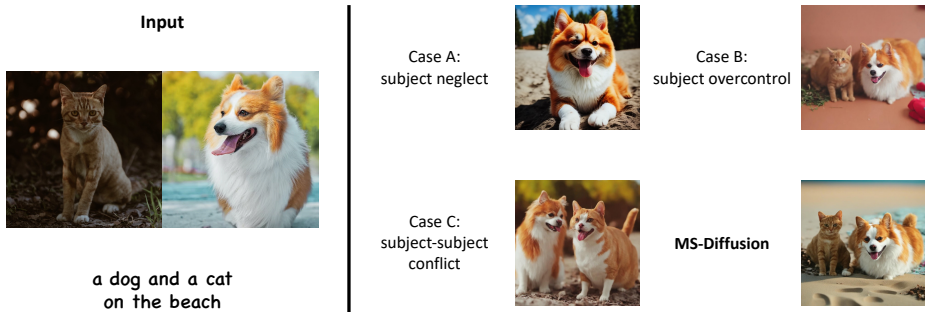 Input
a dog and a cat
on the beach
Case A:
subject neglect
Case B:
subject overcontrol
Case C:
subject-subject
conflict
MS-Diffusion